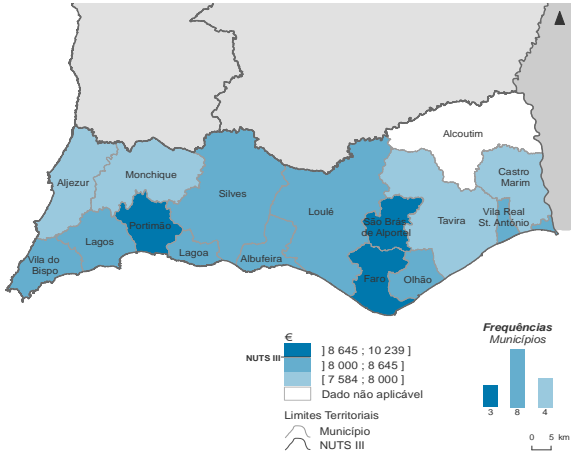 Alcoutim
Castro
Marim
Monchique
Aljezur
Silves
Loulé
São Brás
de Alportel
Tavira
Vila Real
St. António
Portimão
Lagos
Lagoa
Albufeira
Vila do
Bispo
Faro
Olhão
€
NUTS III
] 8 645 ; 10 239 ]
] 8 000 ; 8 645 ]
[ 7 584 ; 8 000 ]
Dado não aplicável
Limites Territoriais
Município
NUTS III
Frequências
Municípios
3 8 4
0 5 km